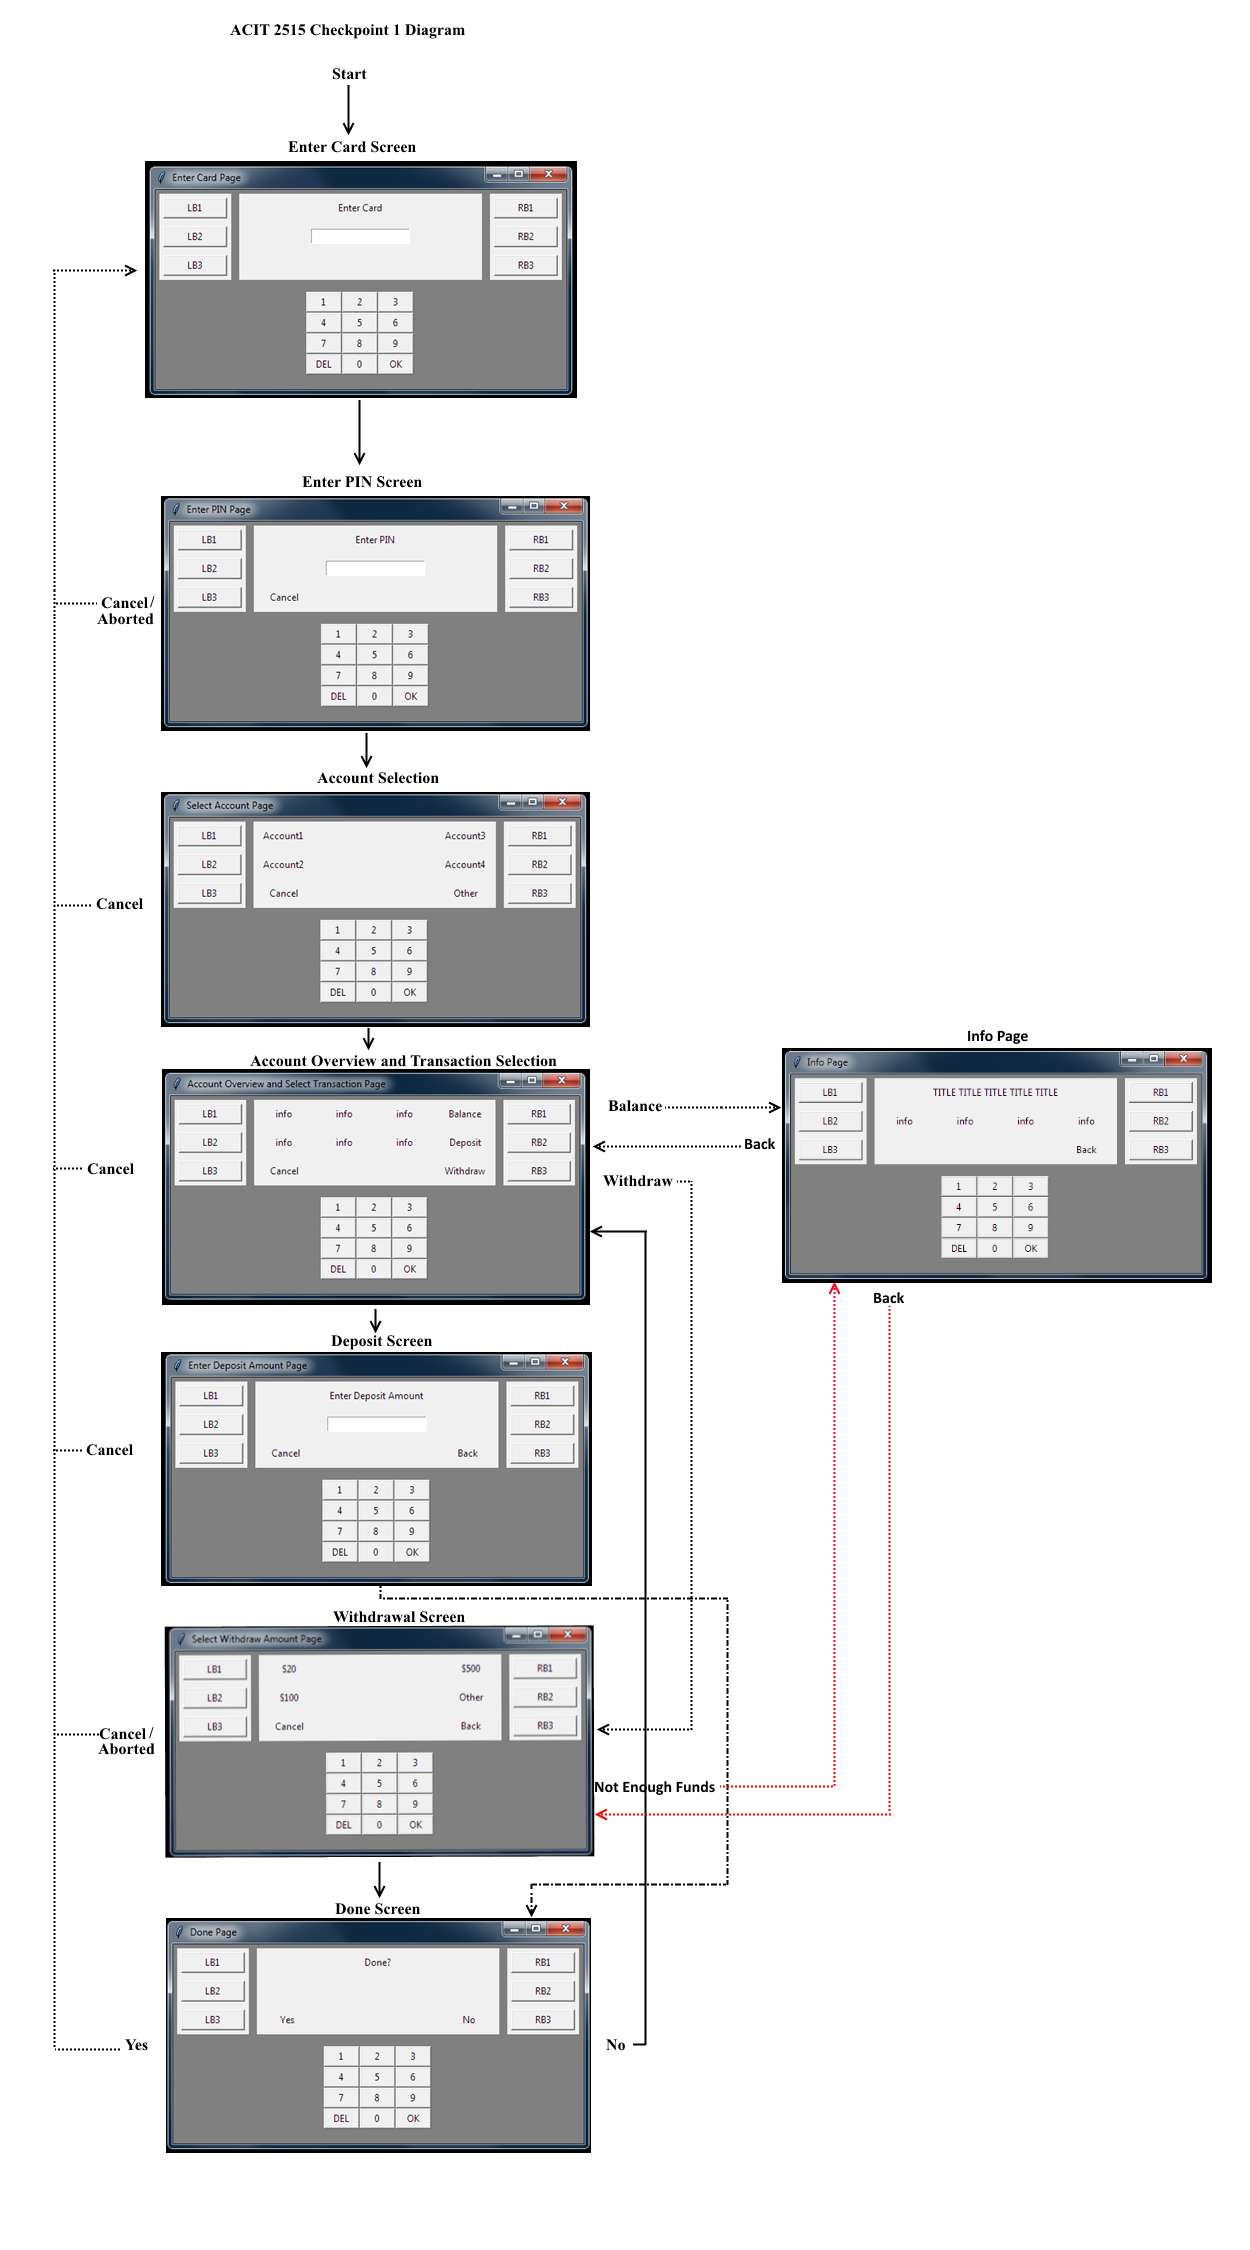 ACIT 2515 Checkpoint 1 Diagram
Start
Enter Card Screen
Enter Card Page
LB1 Enter Card RB1
LB2 RB2
LB3 RB3
1 2 3
4 5 6
7 8 9
DEL 0 OK
Enter PIN Screen
Enter PIN Page
LB1 Enter PIN RB1
LB2 RB2
LB3 Cancel RB3
Cancel/
Aborted
1 2 3
4 5 6
7 8 9
DEL 0 OK
Account Selection
Select Account Page
LB1 Account1 Account3 RB1
LB2 Account2 Account4 RB2
LB3 Cancel Other RB3
Cancel
1 2 3
4 5 6
7 8 9
DEL 0 OK
Account Overview and Transaction Selection
Account Overview and Select Transaction Page
LB1 info info info Balance RB1
LB2 info info info Deposit RB2
LB3 Cancel Withdraw RB3
Cancel
1 2 3
4 5 6
7 8 9
DEL 0 OK
Balance
Back
Withdraw
Info Page
Info Page
LB1 TITLE TITLE TITLE TITLE TITLE RB1
LB2 info info info info RB2
LB3 Back RB3
1 2 3
4 5 6
7 8 9
DEL 0 OK
Back
Deposit Screen
Enter Deposit Amount Page
LB1 Enter Deposit Amount RB1
LB2 RB2
LB3 Cancel Back RB3
Cancel
1 2 3
4 5 6
7 8 9
DEL 0 OK
Withdrawal Screen
Select Withdraw Amount Page
LB1 $20 $500 RB1
LB2 $100 Other RB2
LB3 Cancel Back RB3
Cancel/
Aborted
1 2 3
4 5 6
7 8 9
DEL 0 OK
Not Enough Funds
Done Screen
Done Page
LB1 Done? RB1
LB2 RB2
LB3 Yes No RB3
Yes
No
1 2 3
4 5 6
7 8 9
DEL 0 OK